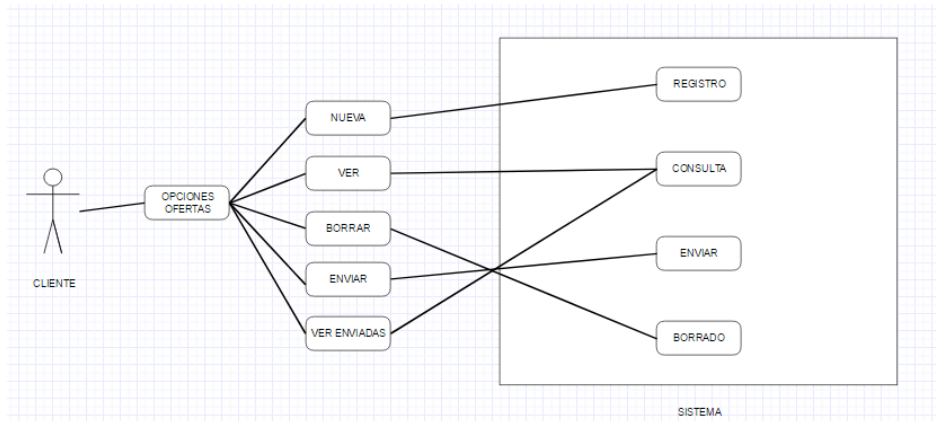 REGISTRO
NUEVA
VER
CONSULTA
OPCIONES
OFERTAS
BORRAR
ENVIAR
ENVIAR
CLIENTE
VER ENVIADAS
BORRADO
SISTEMA